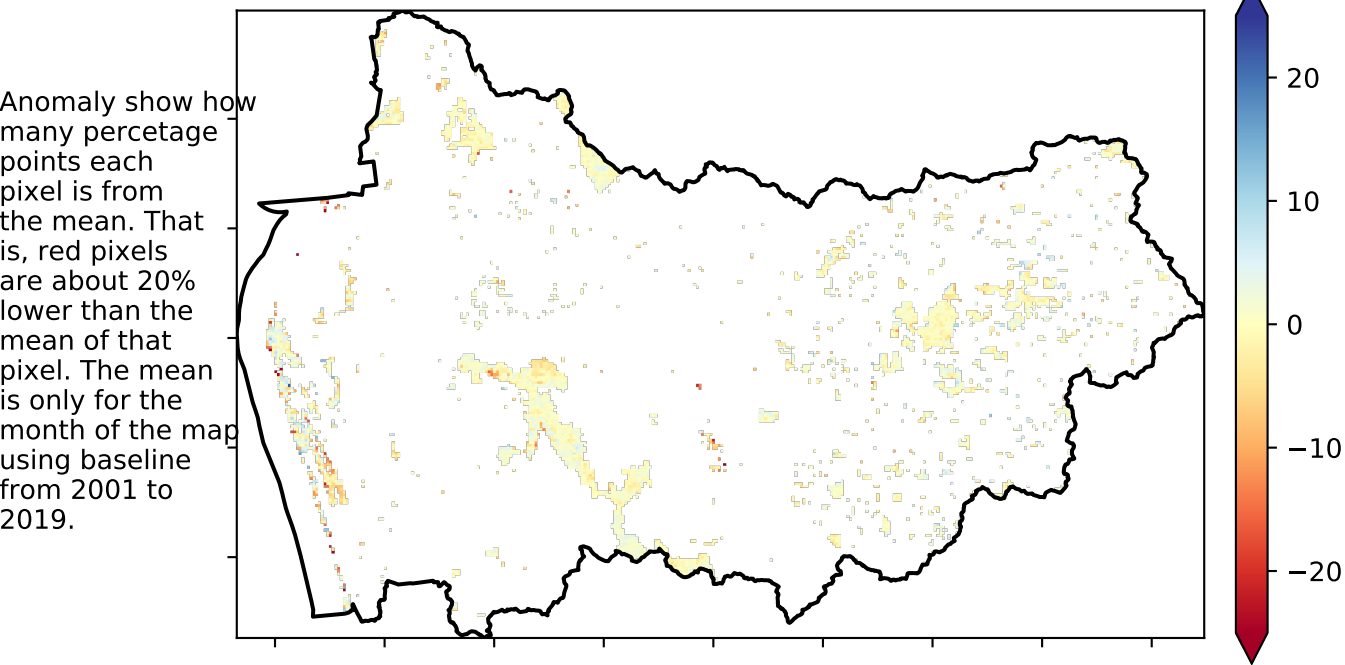 Anomaly show how
many percetage
points each
pixel is from
the mean. That
is, red pixels
are about 20%
lower than the
mean of that
pixel. The mean
is only for the
month of the map
using baseline
from 2001 to
2019.
20
10
0
−10
−20